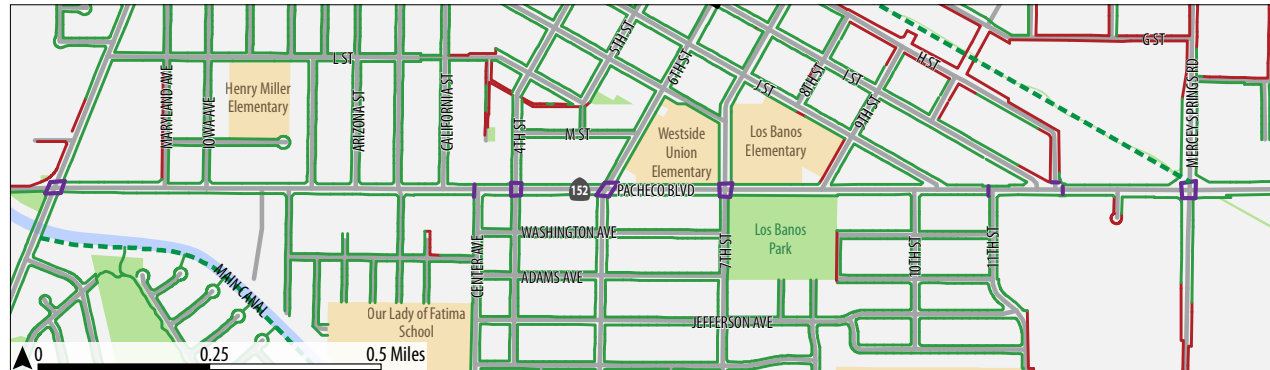 G ST
L ST
5TH ST
6TH ST
H ST
I ST
J ST
8TH ST
9TH ST
MERCEY SPRINGS RD
MARYLAND AVE
IOWA AVE
Henry Miller
Elementary
ARIZONA ST
CALIFORNIA ST
4TH ST
M ST
Westside
Union
Elementary
Los Banos
Elementary
152
PACHECO BLVD
WASHINGTON AVE
CENTER AVE
7TH ST
Los Banos
Park
10TH ST
11TH ST
MAIN CANAL
ADAMS AVE
Our Lady of Fatima
School
JEFFERSON AVE
0 0.25 0.5 Miles